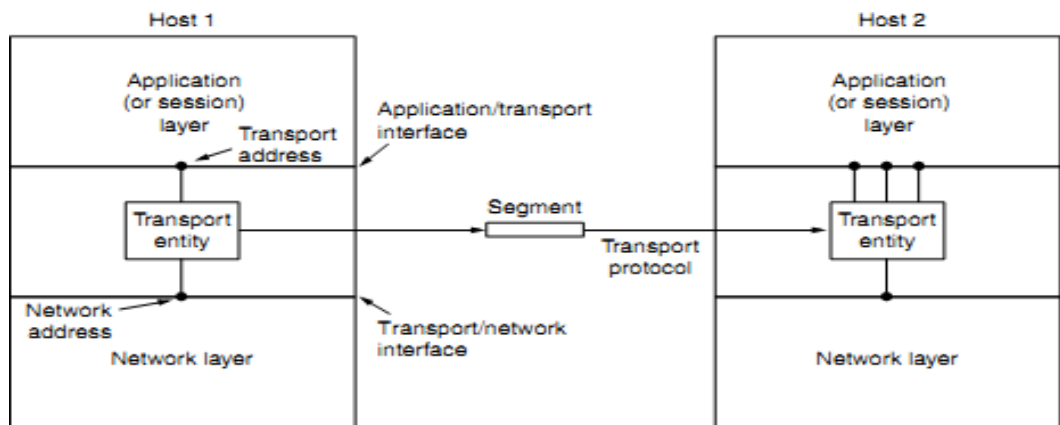 Host 1
Host 2
Application
(or session)
layer
Transport
address
Application/transport
interface
Application
(or session)
layer
Transport
entity
Segment
Transport
protocol
Transport
entity
Network
address
Transport/network
interface
Network layer
Network layer